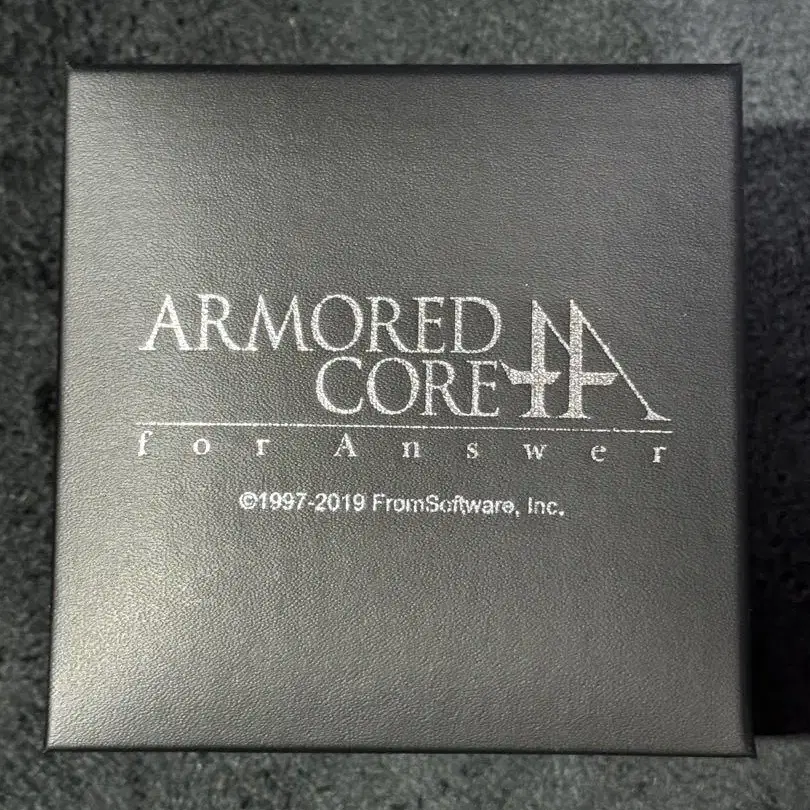 ARMORED
CORE
for Answer
©1997-2019 FromSoftware, Inc.